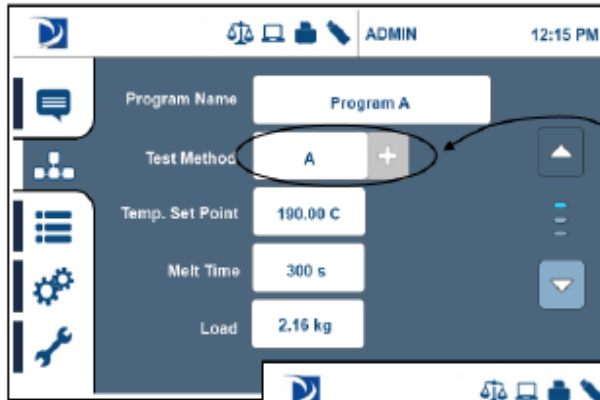 ADMIN 12:15 PM
Program Name Program A
Test Method A +
Temp. Set Point 190.00 C
Melt Time 300 s
Load 2.16 kg